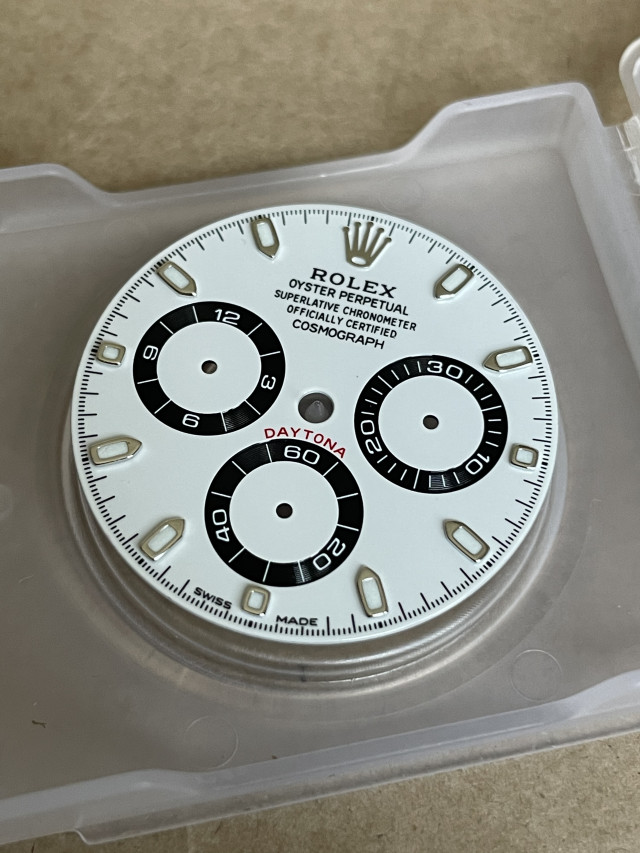 ROLEX
OYSTER PERPETUAL
SUPERLATIVE CHRONOMETER
OFFICIALLY CERTIFIED
COSMOGRAPH
12
3
6
9
30
10
20
DAYTONA
60
20
40
SWISS MADE